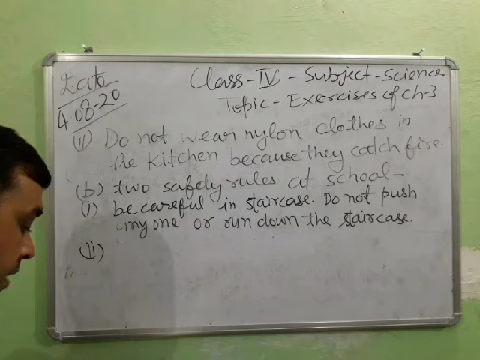 Date
4-08-20
Class-IV - Subject - Science
Topic - Exercises of Ch-3
(ii) Do not wear nylon clothes in
the kitchen because they catch fire
(b) two safety rules at school-
(i) be careful in staircase. Do not push
any one or run down the staircase.
(ii)